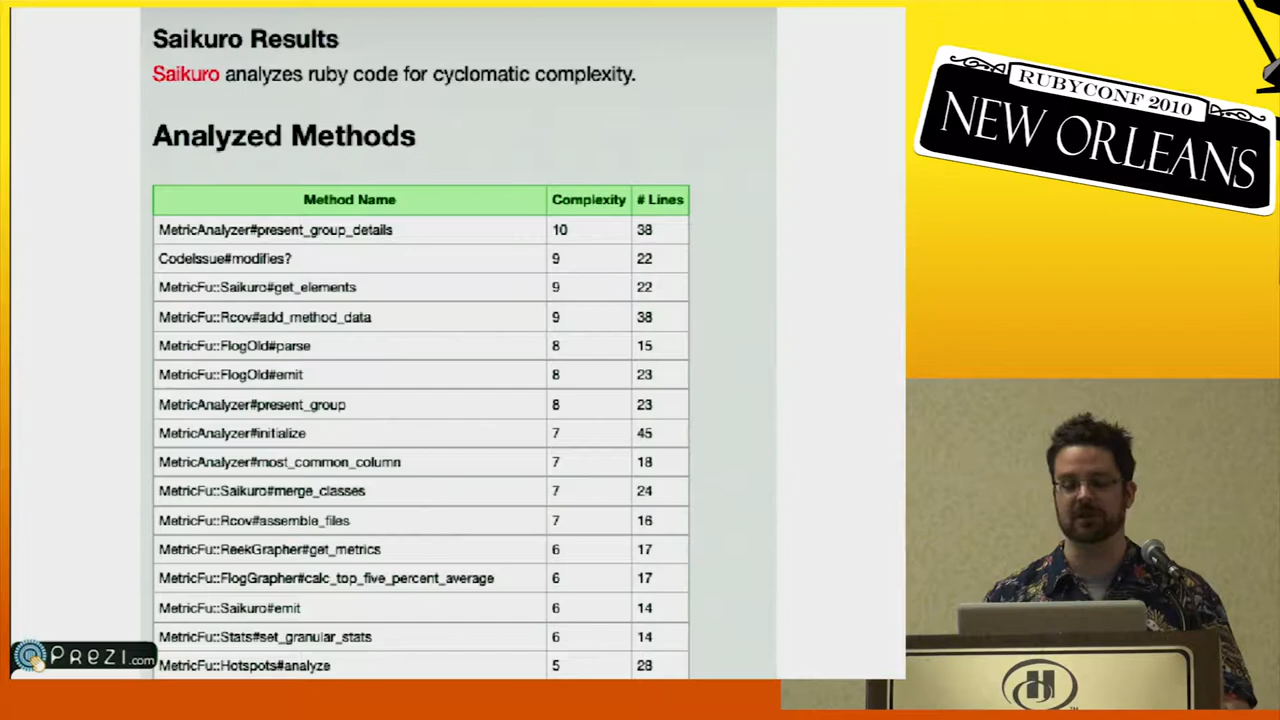 Saikuro Results
Saikuro analyzes ruby code for cyclomatic complexity.
Analyzed Methods
Method Name Complexity # Lines
MetricAnalyzer#present_group_details 10 38
CodeIssue#modifies? 9 22
MetricFu::Saikuro#get_elements 9 22
MetricFu::Rcov#add_method_data 9 38
MetricFu::FlogOld#parse 8 15
MetricFu::FlogOld#emit 8 23
MetricAnalyzer#present_group 8 23
MetricAnalyzer#initialize 7 45
MetricAnalyzer#most_common_column 7 18
MetricFu::Saikuro#merge_classes 7 24
MetricFu::Rcov#assemble_files 7 16
MetricFu::ReekGrapher#get_metrics 6 17
MetricFu::FlogGrapher#calc_top_five_percent_average 6 17
MetricFu::Saikuro#emit 6 14
MetricFu::Stats#set_granular_stats 6 14
MetricFu::Hotspots#analyze 5 28
PREZI.com
RUBYCONF 2010
NEW ORLEANS
H